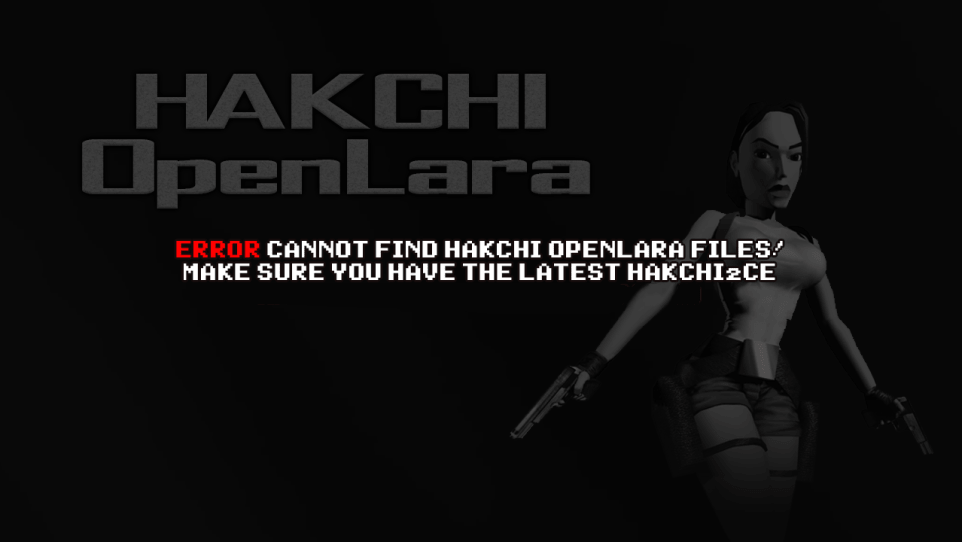 HAKCHI
OpenLara
ERROR CANNOT FIND HAKCHI OPENLARA FILES!
MAKE SURE YOU HAVE THE LATEST HAKCHI2CE